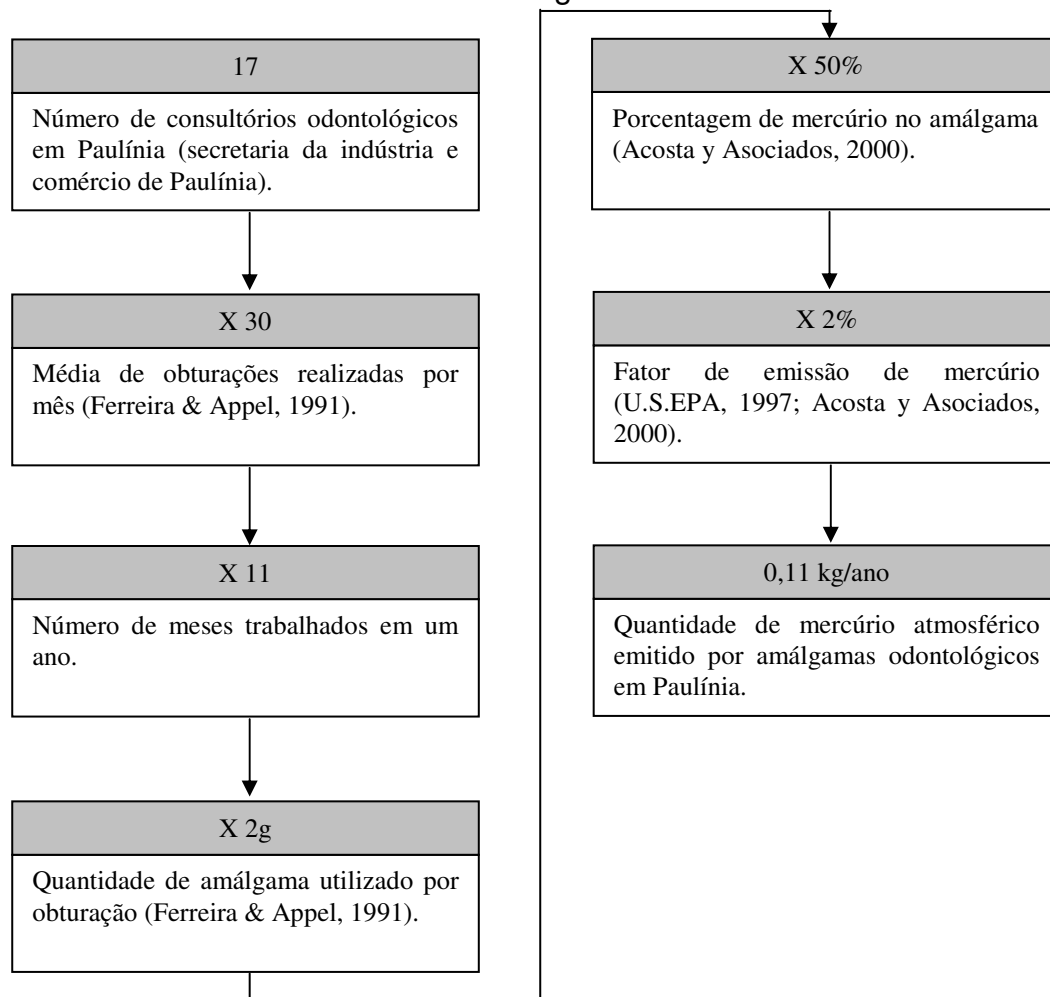 17
Número de consultórios odontológicos
em Paulínia (secretaria da indústria e
comércio de Paulínia).
X 30
Média de obturações realizadas por
mês (Ferreira & Appel, 1991).
X 11
Número de meses trabalhados em um
ano.
X 2g
Quantidade de amálgama utilizado por
obturação (Ferreira & Appel, 1991).
X 50%
Porcentagem de mercúrio no amálgama
(Acosta y Asociados, 2000).
X 2%
Fator de emissão de mercúrio
(U.S.EPA, 1997; Acosta y Asociados,
2000).
0,11 kg/ano
Quantidade de mercúrio atmosférico
emitido por amálgamas odontológicos
em Paulínia.